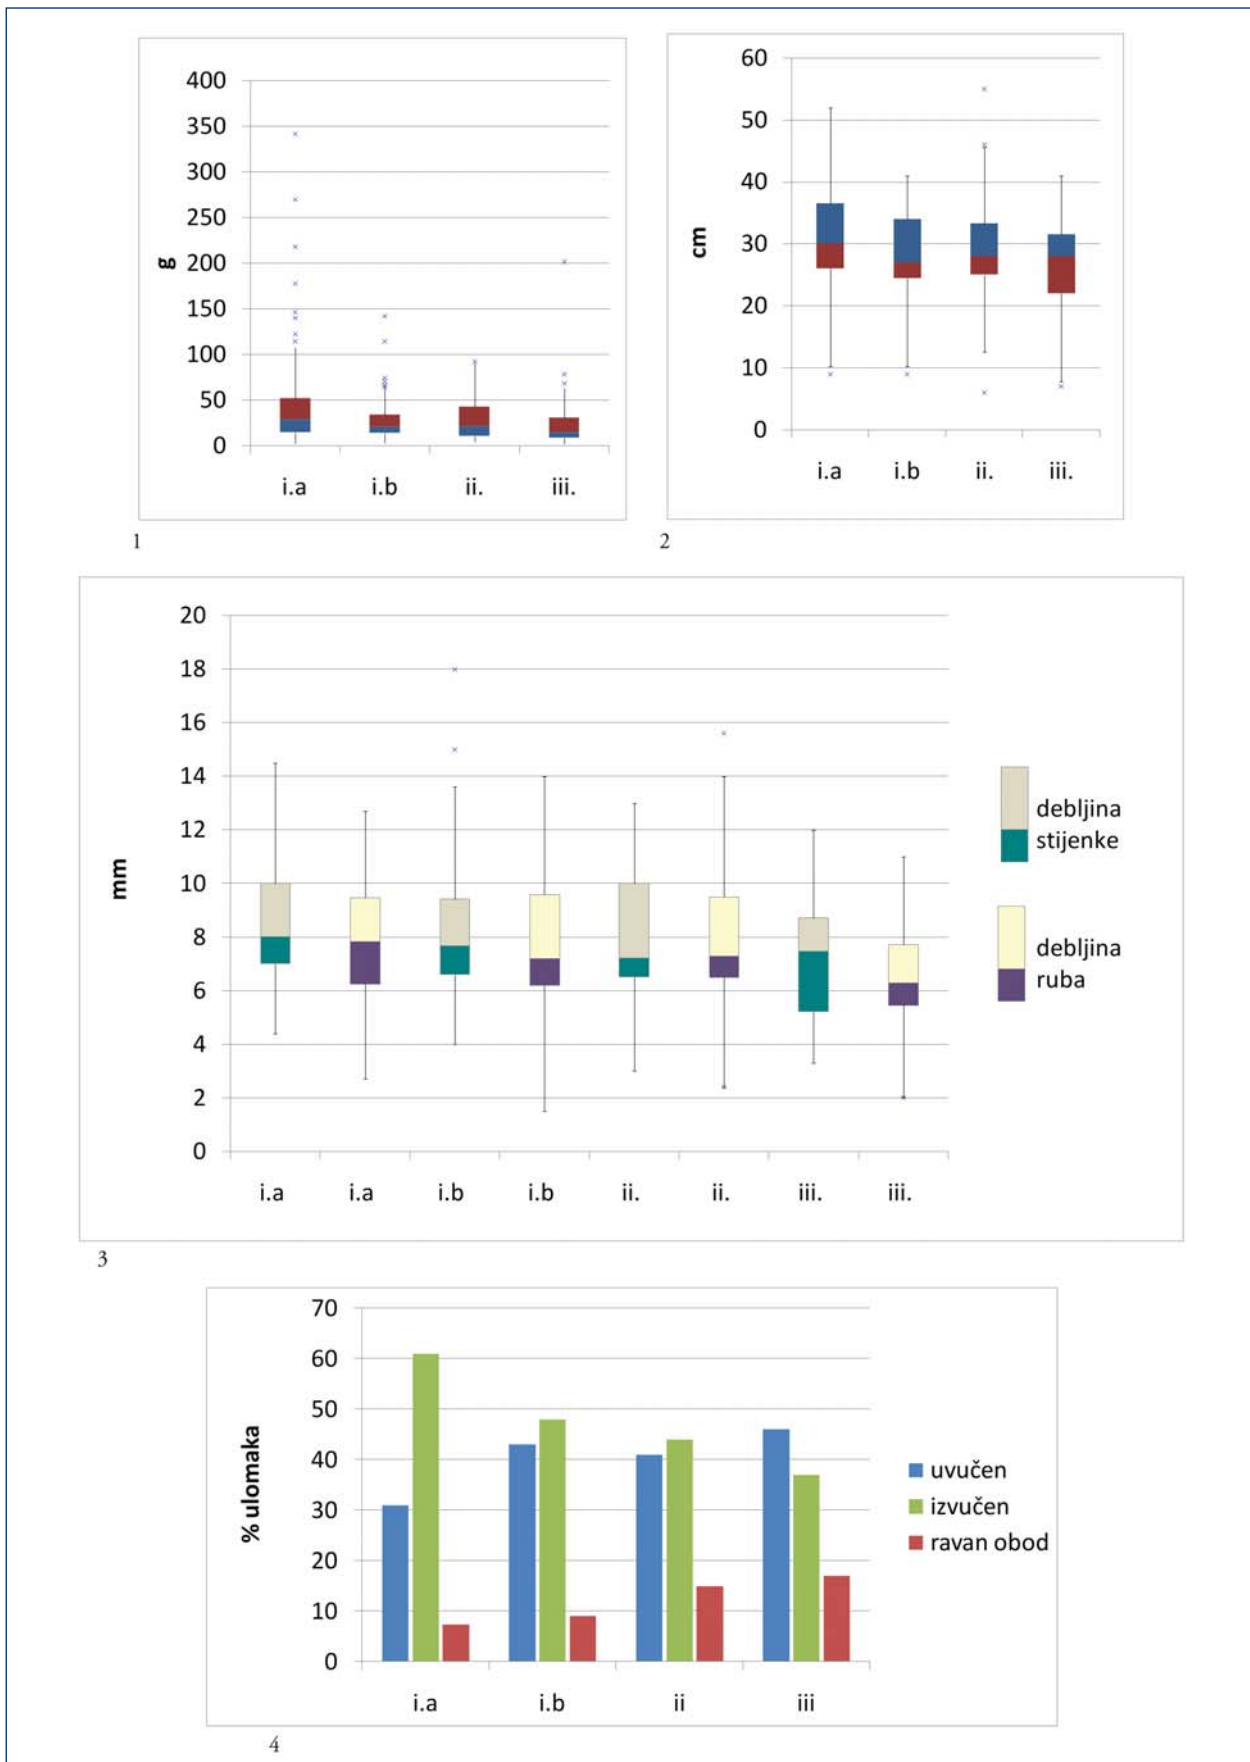 400
350
300
250
200
150
100
50
0
g
i.a i.b ii. iii.
1
60
50
40
30
20
10
0
cm
i.a i.b ii. iii.
2
20
18
16
14
12
10
8
6
4
2
0
mm
i.a i.a i.b i.b ii. ii. iii. iii.
debljina
stijenke
debljina
ruba
3
70
60
50
40
30
20
10
0
% ulomaka
i.a i.b ii iii
uvučen
izvučen
ravan obod
4